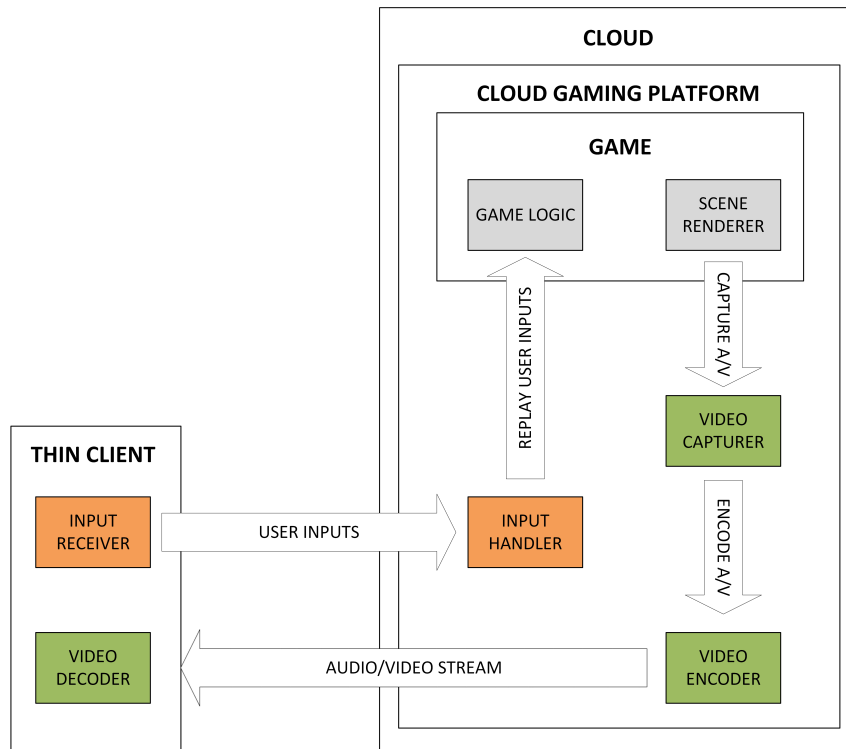 CLOUD
CLOUD GAMING PLATFORM
GAME
GAME LOGIC
SCENE
RENDERER
REPLAY USER INPUTS
CAPTURE A/V
VIDEO
CAPTURER
THIN CLIENT
INPUT
RECEIVER
USER INPUTS
INPUT
HANDLER
ENCODE A/V
VIDEO
DECODER
AUDIO/VIDEO STREAM
VIDEO
ENCODER